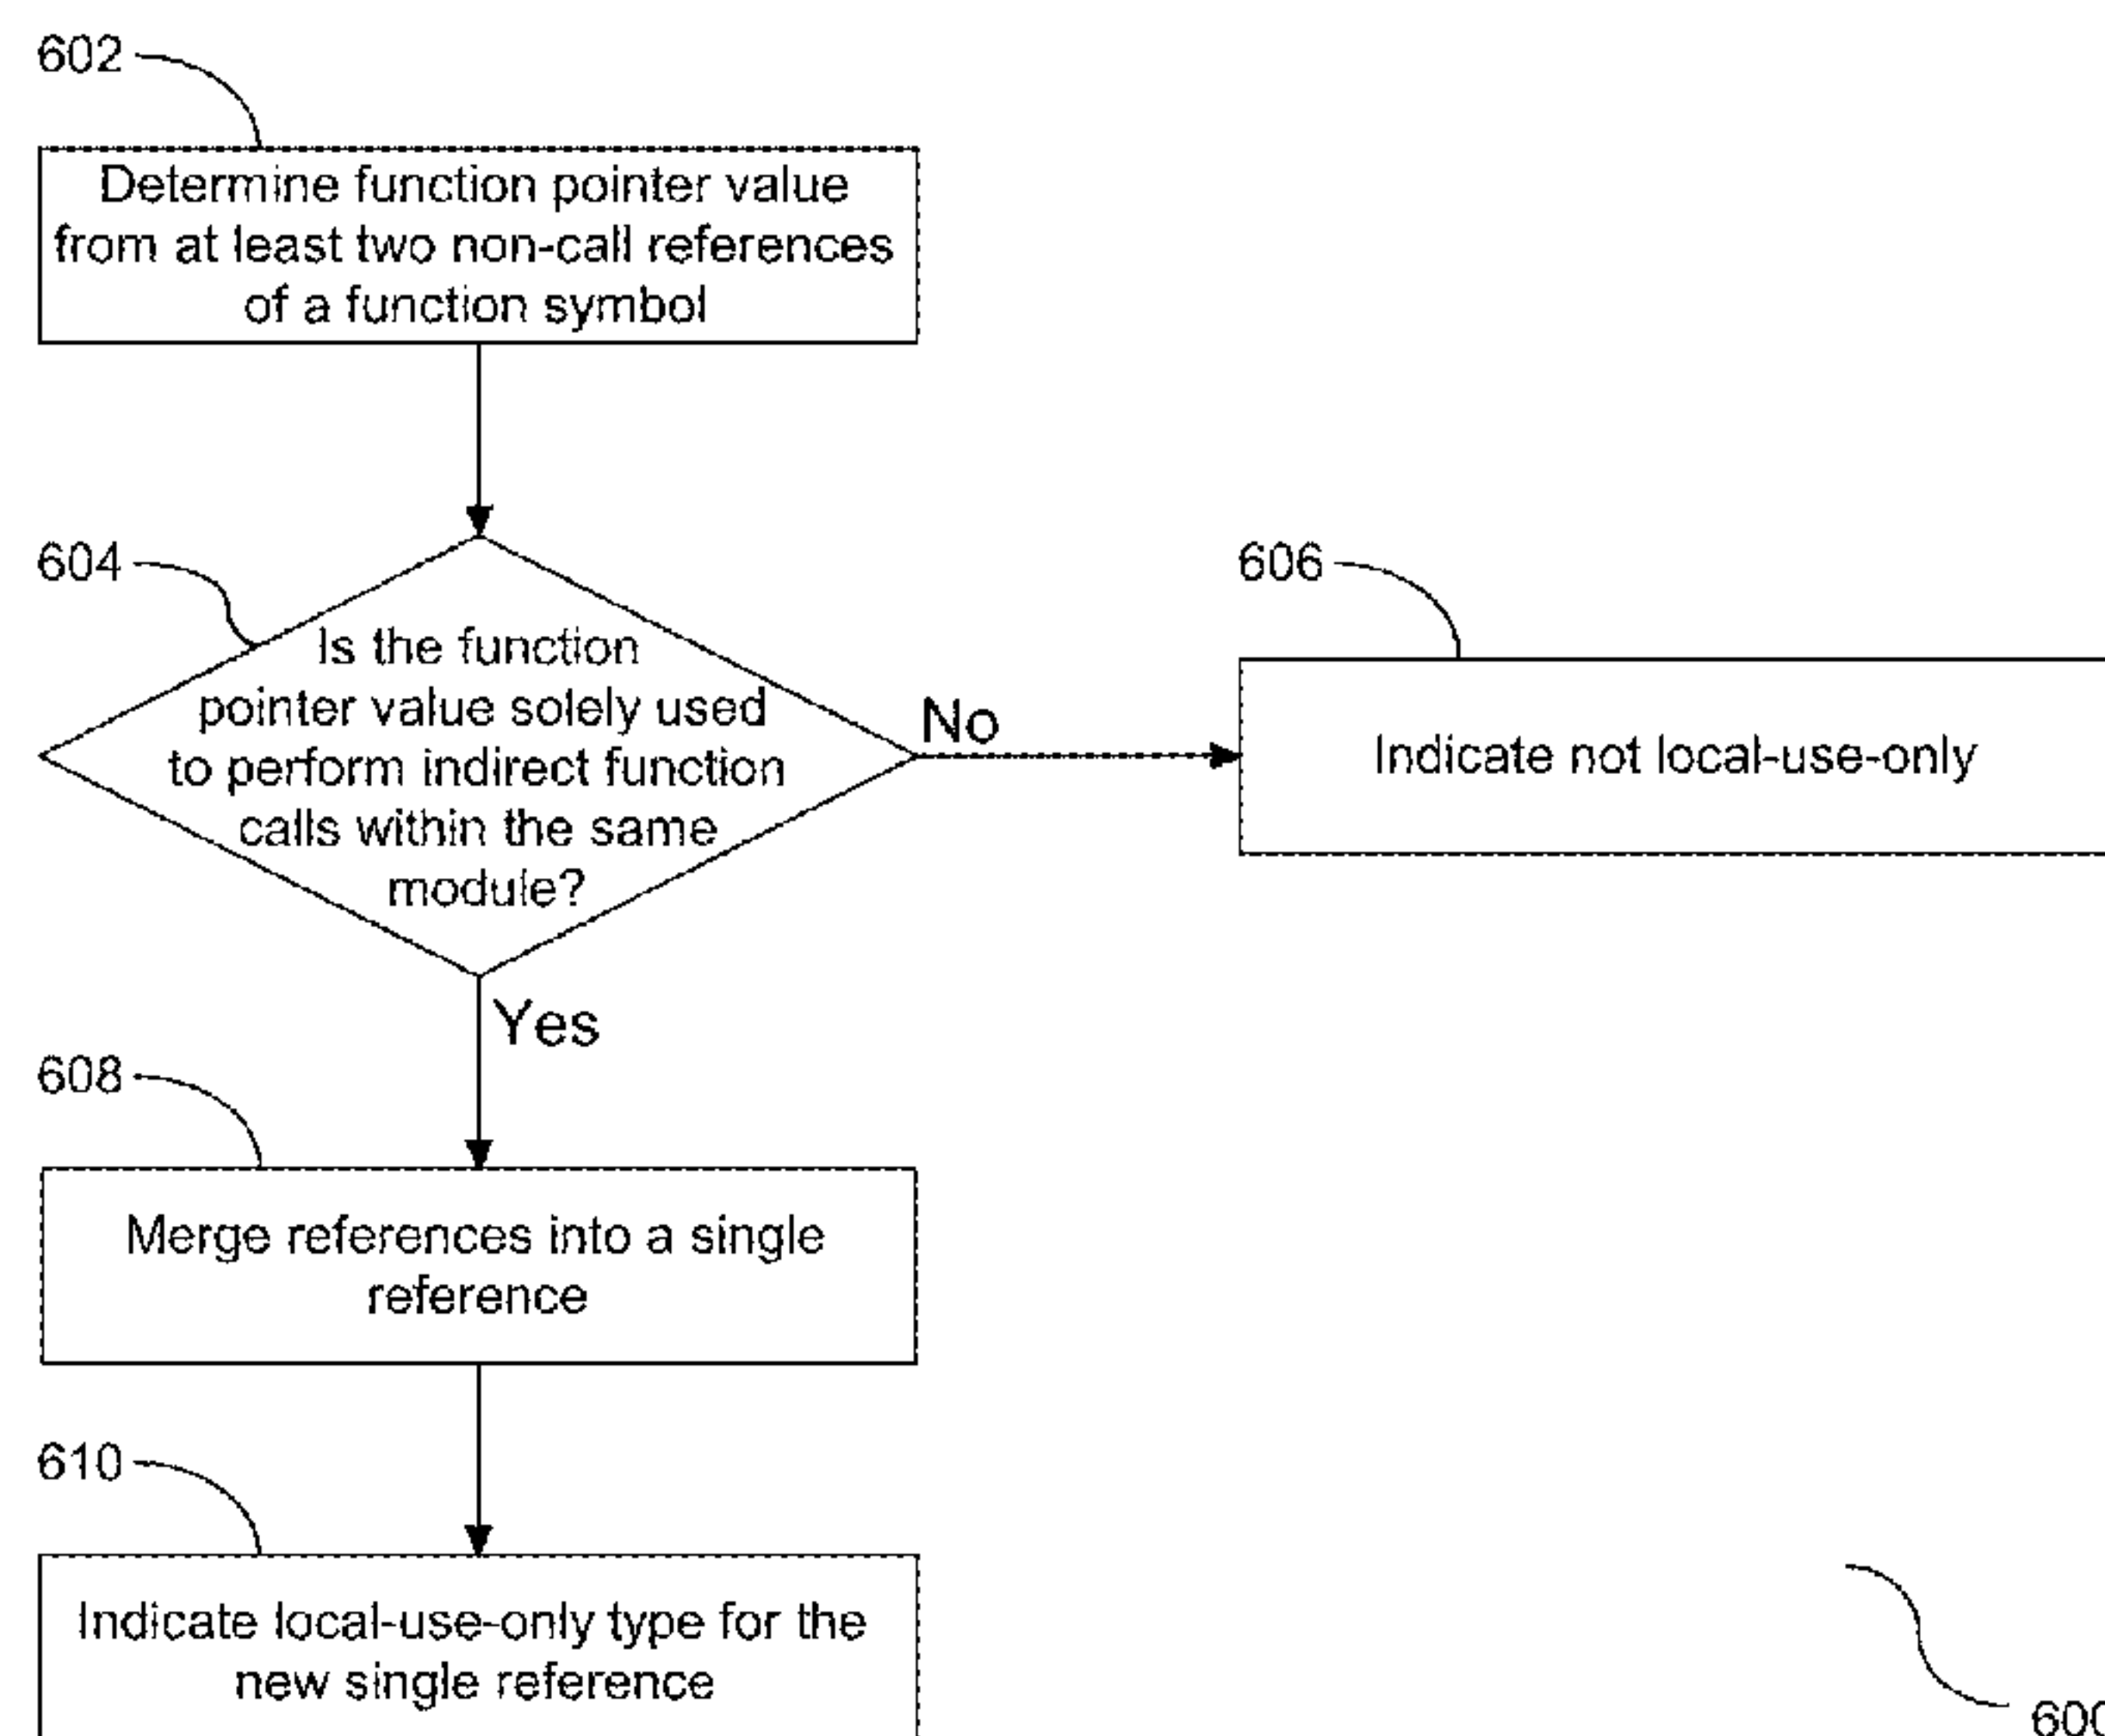 602
Determine function pointer value
from at least two non-call references
of a function symbol
604
Is the function
pointer value solely used
to perform indirect function
calls within the same
module?
No
606
Indicate not local-use-only
Yes
608
Merge references into a single
reference
610
Indicate local-use-only type for the
new single reference
600